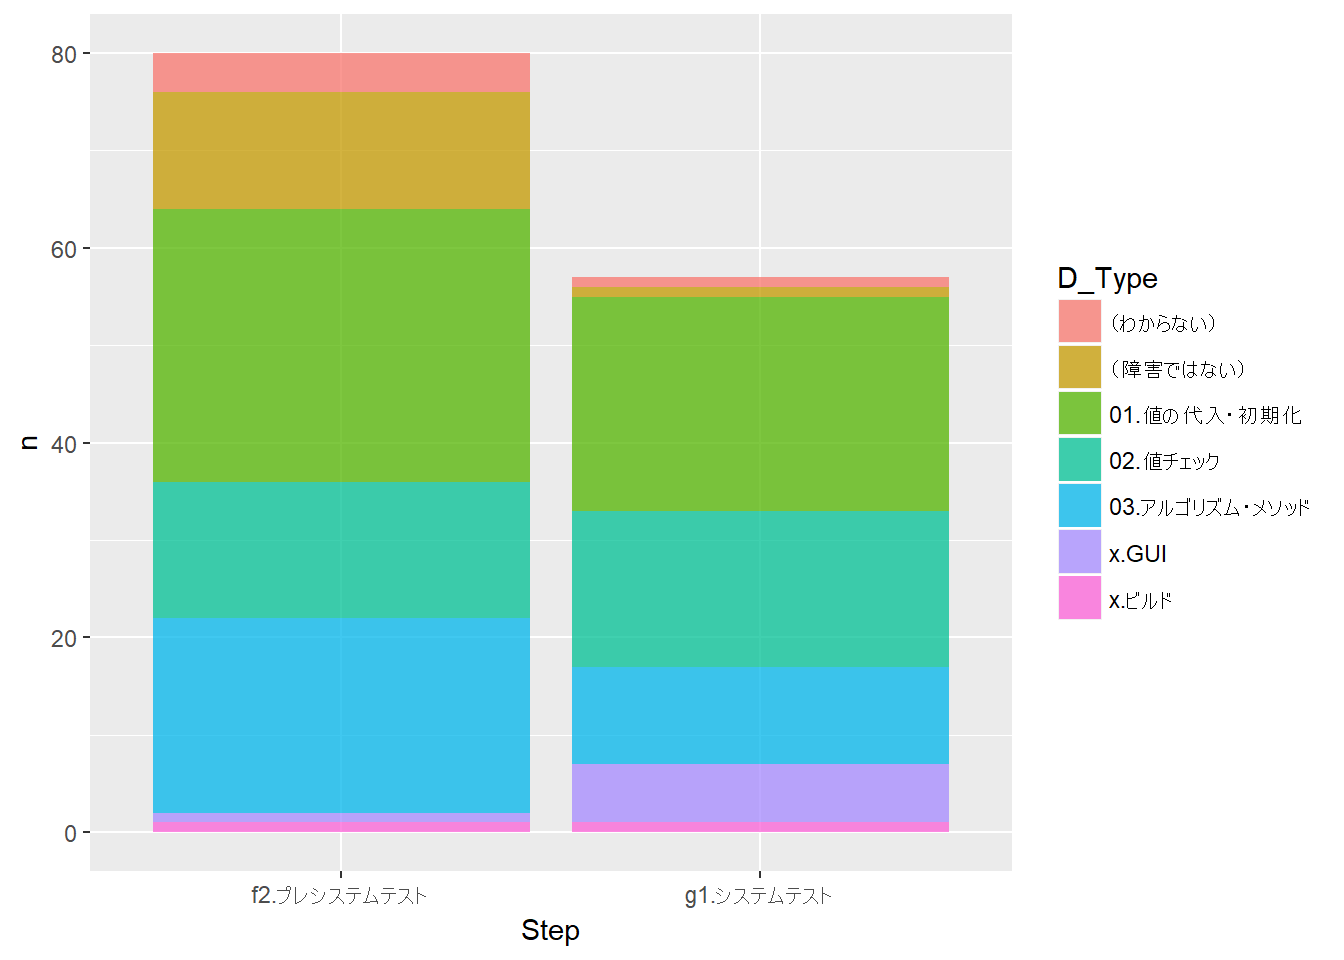 80
60
40
20
0
n
f2.プレシステムテスト
g1.システムテスト
Step
D_Type
（わからない）
（障害ではない）
01.値の代入・初期化
02.値チェック
03.アルゴリズム・メソッド
x.GUI
x.ビルド